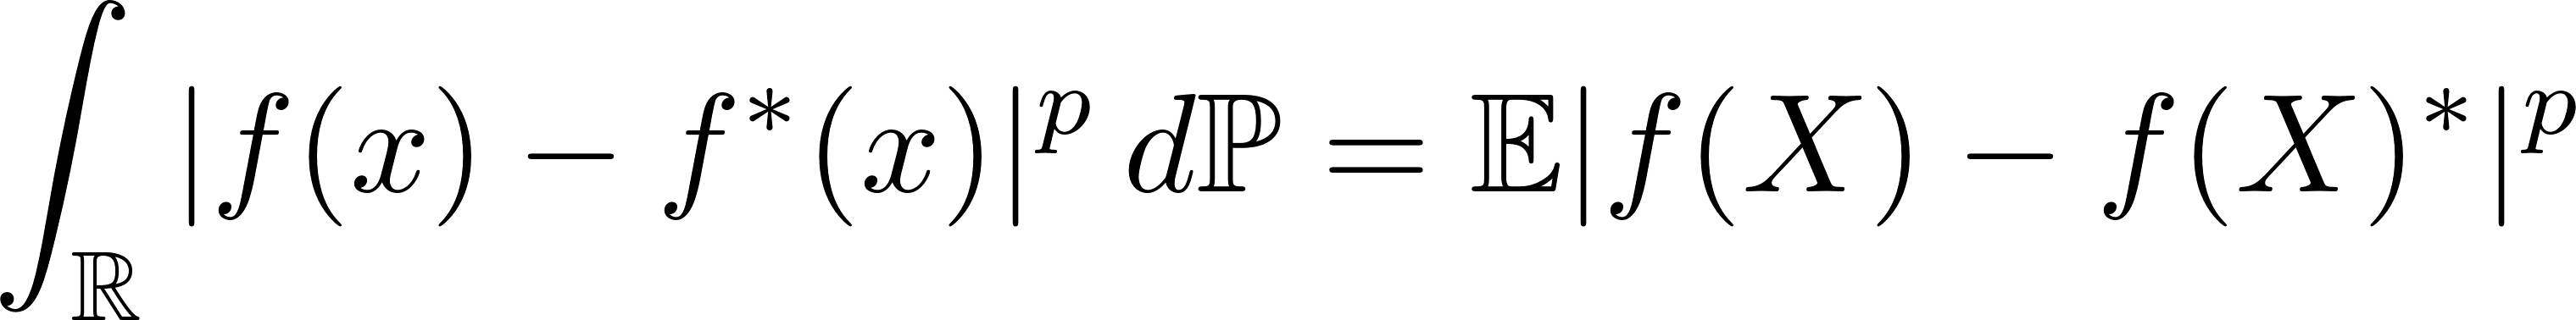 \int_{\mathbb{R}} |f(x) - f^*(x)|^p \, d\mathbb{P} = \mathbb{E}|f(X) - f(X)^*|^p